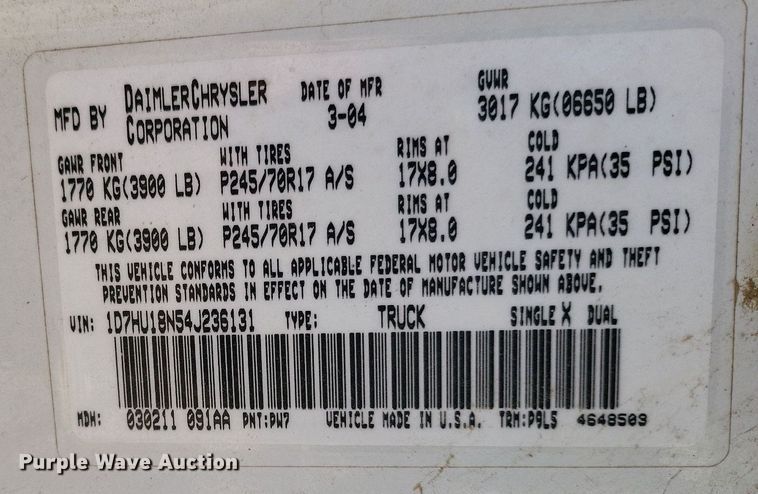 MFD BY DAIMLERCHRYSLER CORPORATION DATE OF MFR 3-04 GVWR 3017 KG(06650 LB)
GAWR FRONT WITH TIRES RIMS AT COLD
1770 KG(3900 LB) P245/70R17 A/S 17X8.0 241 KPA(35 PSI)
GAWR REAR WITH TIRES RIMS AT COLD
1770 KG(3900 LB) P245/70R17 A/S 17X8.0 241 KPA(35 PSI)
THIS VEHICLE CONFORMS TO ALL APPLICABLE FEDERAL MOTOR VEHICLE SAFETY AND THEFT
PREVENTION STANDARDS IN EFFECT ON THE DATE OF MANUFACTURE SHOWN ABOVE.
VIN: 1D7HU18N54J236131 TYPE: TRUCK SINGLE X DUAL
MDH: 030211 091AA PNT:PW7 VEHICLE MADE IN U.S.A. TRM:P9L5 4648509
Purple Wave Auction